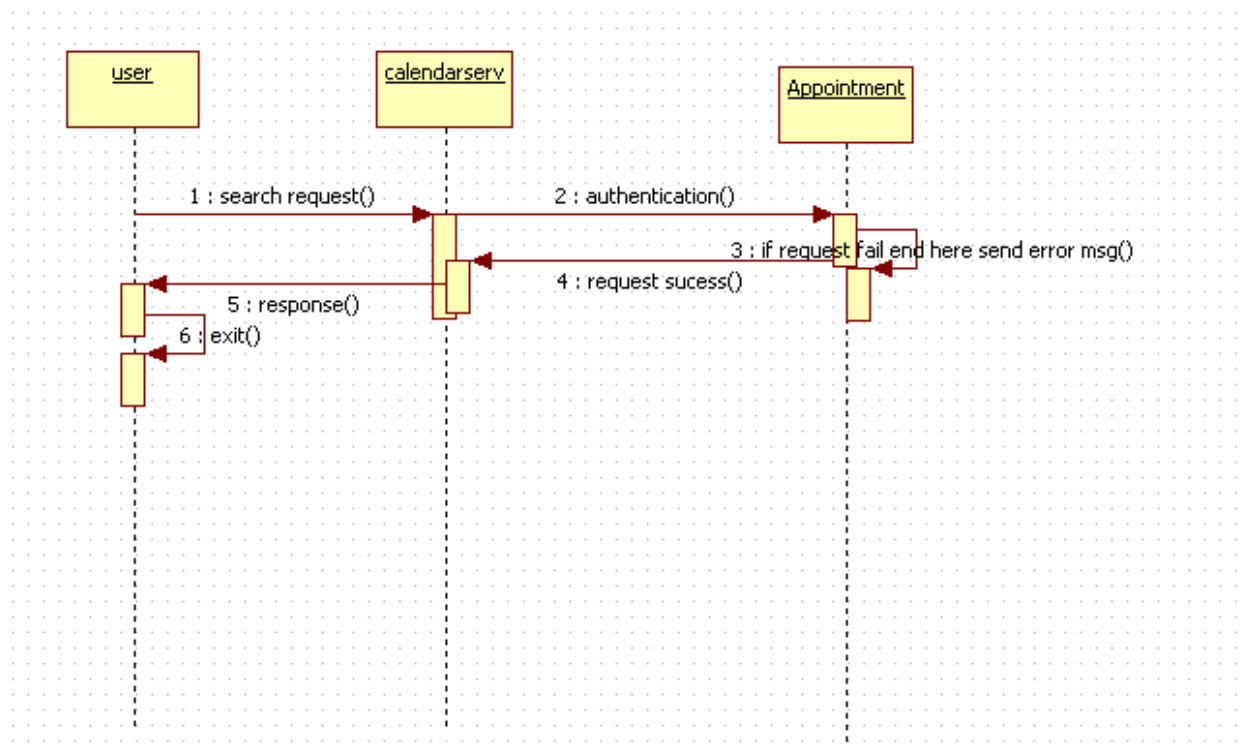 user
calendarserv
Appointment
1 : search request()
2 : authentication()
3 : if request fail end here send error msg()
4 : request sucess()
5 : response()
6 : exit()